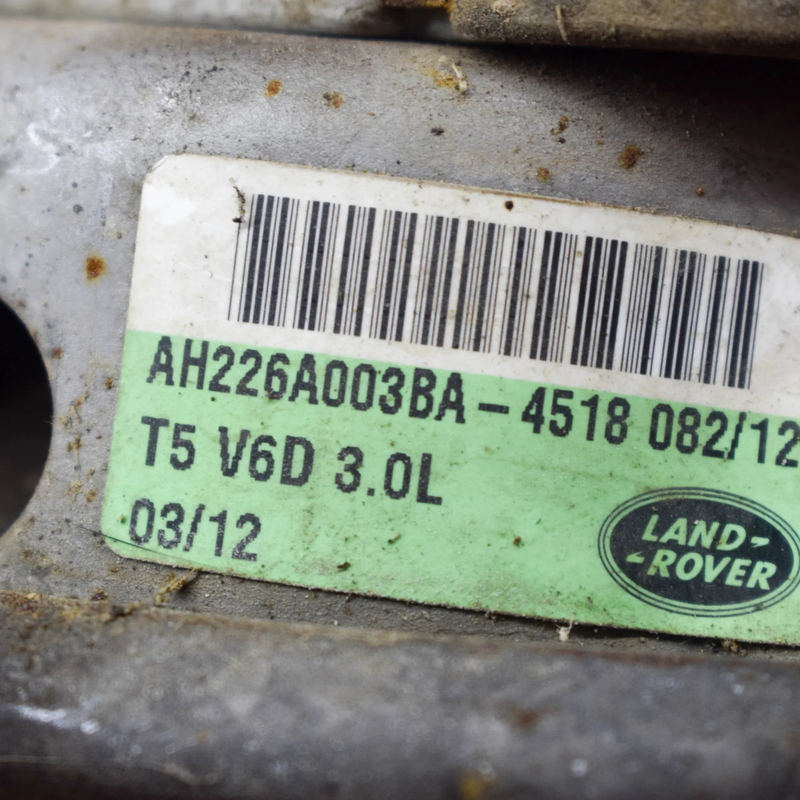 AH226A003BA - 4518 082/12
T5 V6D 3.0L
03/12
LAND-
-ROVER